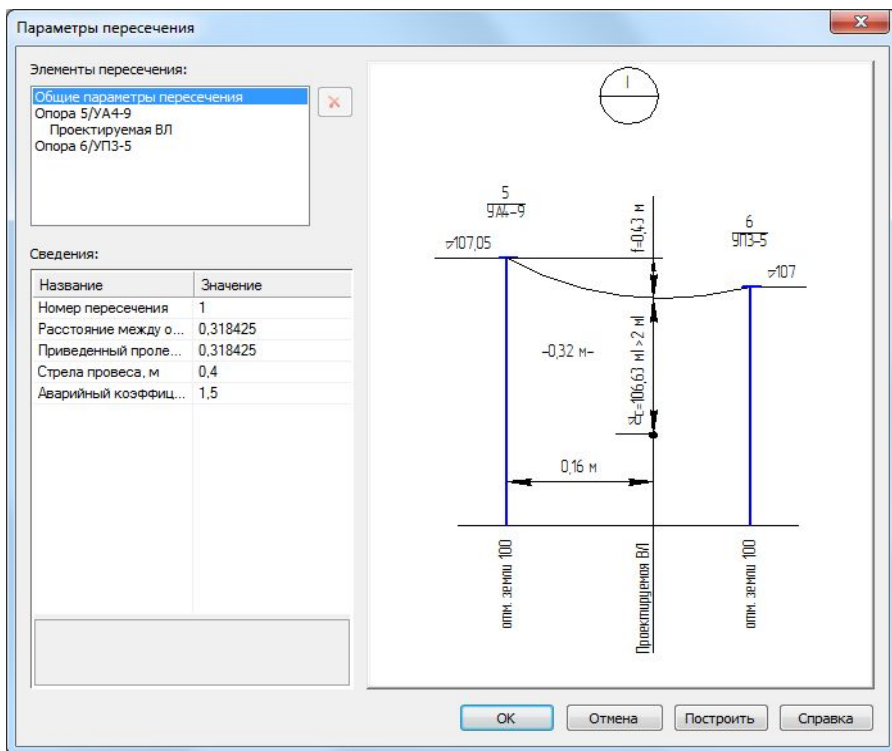 Параметры пересечения
Элементы пересечения:
Общие параметры пересечения
Опора 5/УА4-9
Проектируемая ВЛ
Опора 6/УП3-5
Сведения:
Название Значение
Номер пересечения 1
Расстояние между о... 0,318425
Приведенный проле... 0,318425
Стрела провеса, м 0,4
Аварийный коэффиц... 1,5
1
5
УА4-9
107,05
f=0,43 м
6
УП3-5
107
-0,32 м-
=106,63 м|>2 м|
0,16 м
отм. земли 100
Проектируемая ВЛ
отм. земли 100
OK Отмена Построить Справка